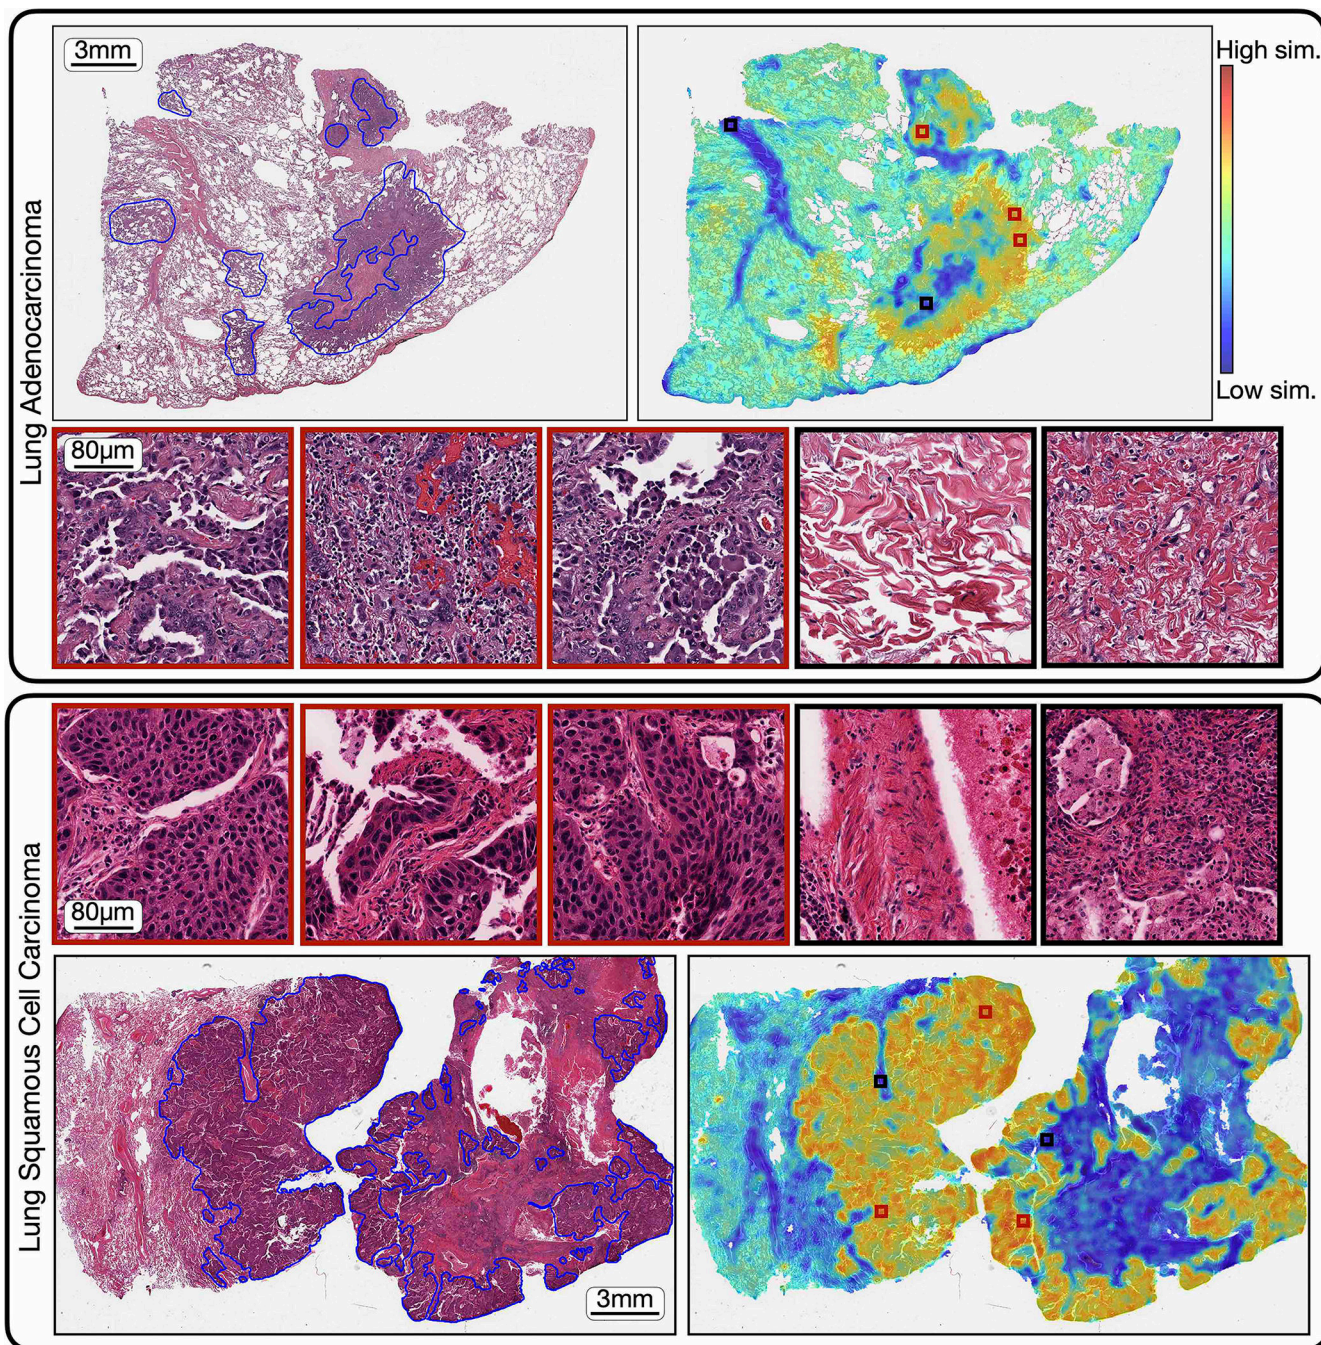 3mm
High sim.
Low sim.
Lung Adenocarcinoma
80µm
Lung Squamous Cell Carcinoma
80µm
3mm